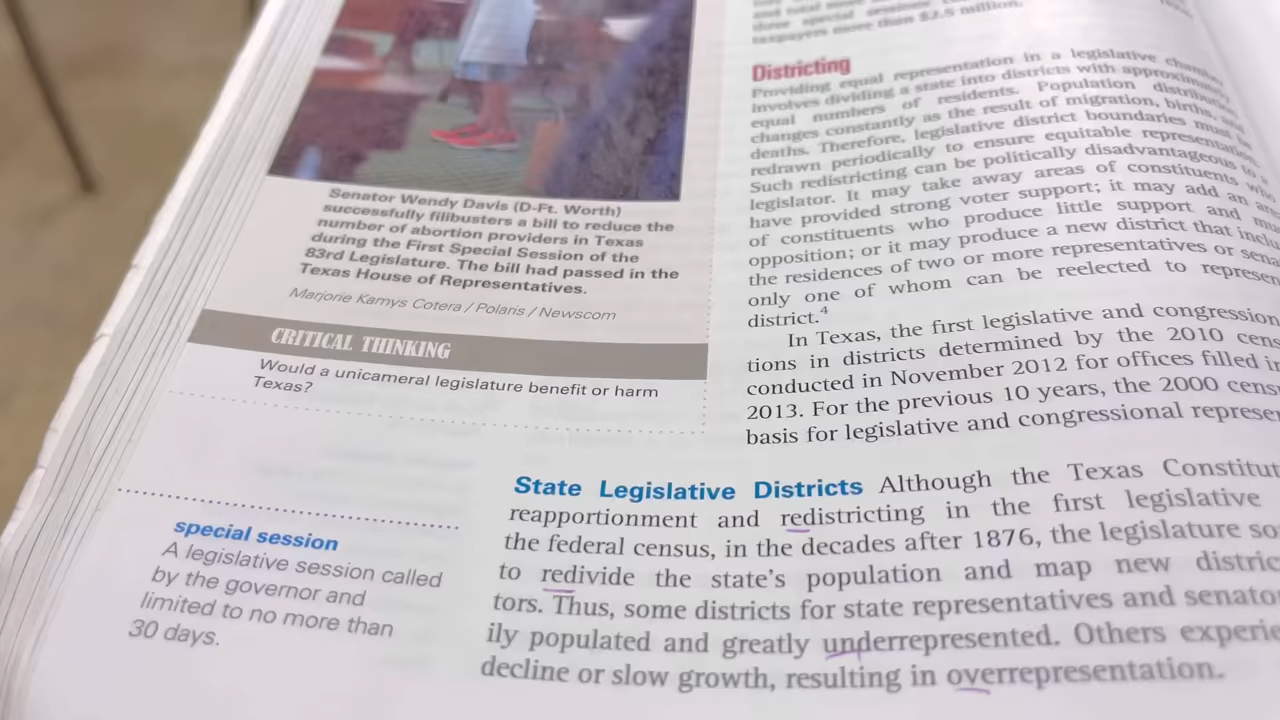 three special sessions
taxpayers more than $2.5 million.
Districting
Providing equal representation in a legislative
involves dividing a state into districts with
equal numbers of residents. Population
changes constantly as the result of migration, births,
deaths. Therefore, legislative district boundaries must be
redrawn periodically to ensure equitable
Such redistricting can be politically disadvantageous to a
legislator. It may take away areas of constituents who
have provided strong voter support; it may add an
of constituents who produce little support and
opposition; or it may produce a new district that
the residences of two or more representatives or
only one of whom can be reelected to
district.4
In Texas, the first legislative and
tions in districts determined by the 2010
conducted in November 2012 for offices filled
2013. For the previous 10 years, the 2000
basis for legislative and congressional
Senator Wendy Davis (D-Ft. Worth)
successfully filibusters a bill to reduce the
number of abortion providers in Texas
during the First Special Session of the
83rd Legislature. The bill had passed in the
Texas House of Representatives.
Marjorie Kamys Cotera / Polaris / Newscom
CRITICAL THINKING
Would a unicameral legislature benefit or harm
Texas?
special session
A legislative session called
by the governor and
limited to no more than
30 days.
State Legislative Districts Although the Texas
reapportionment and redistricting in the first legislative
the federal census, in the decades after 1876, the legislature
to redivide the state's population and map new
tors. Thus, some districts for state representatives and
ily populated and greatly underrepresented. Others
decline or slow growth, resulting in overrepresentation.